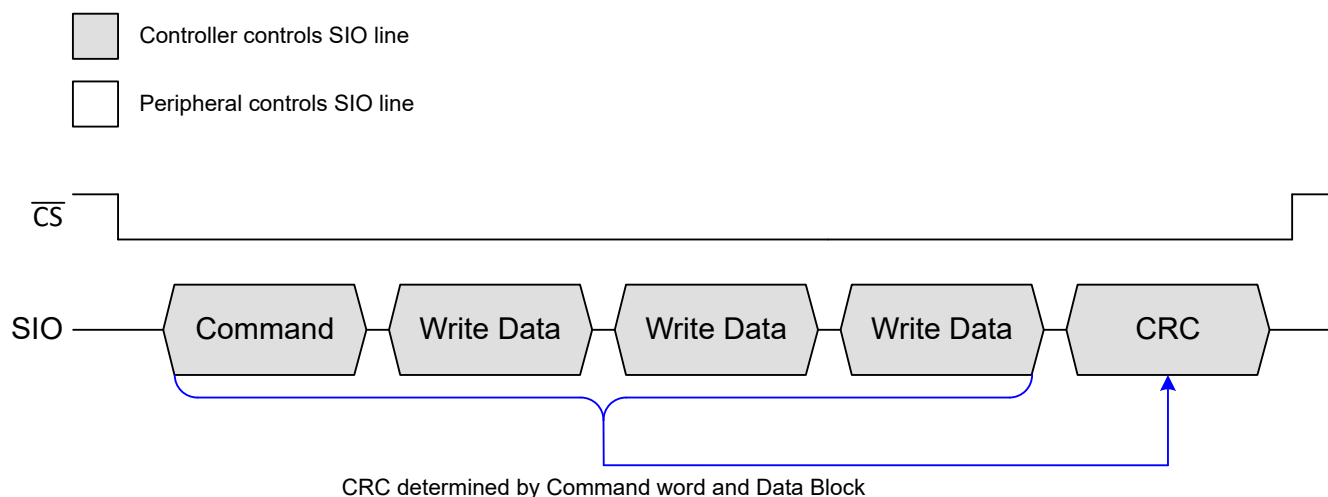 Controller controls SIO line
Peripheral controls SIO line
CS
SIO Command Write Data Write Data Write Data CRC
CRC determined by Command word and Data Block